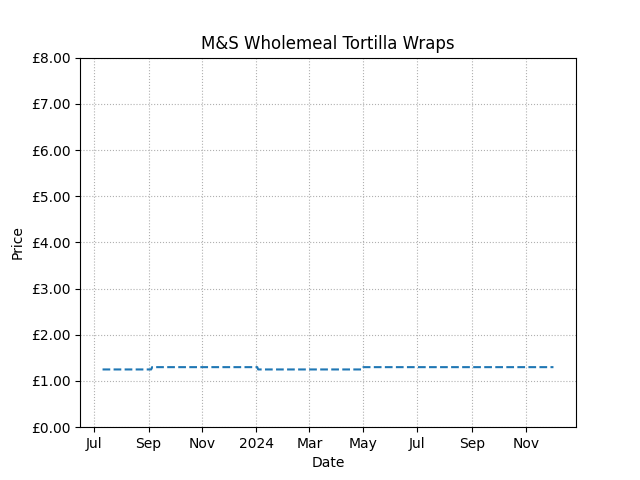 M&S Wholemeal Tortilla Wraps
£8.00
£7.00
£6.00
£5.00
£4.00
£3.00
£2.00
£1.00
£0.00
Price
Jul Sep Nov 2024 Mar May Jul Sep Nov
Date